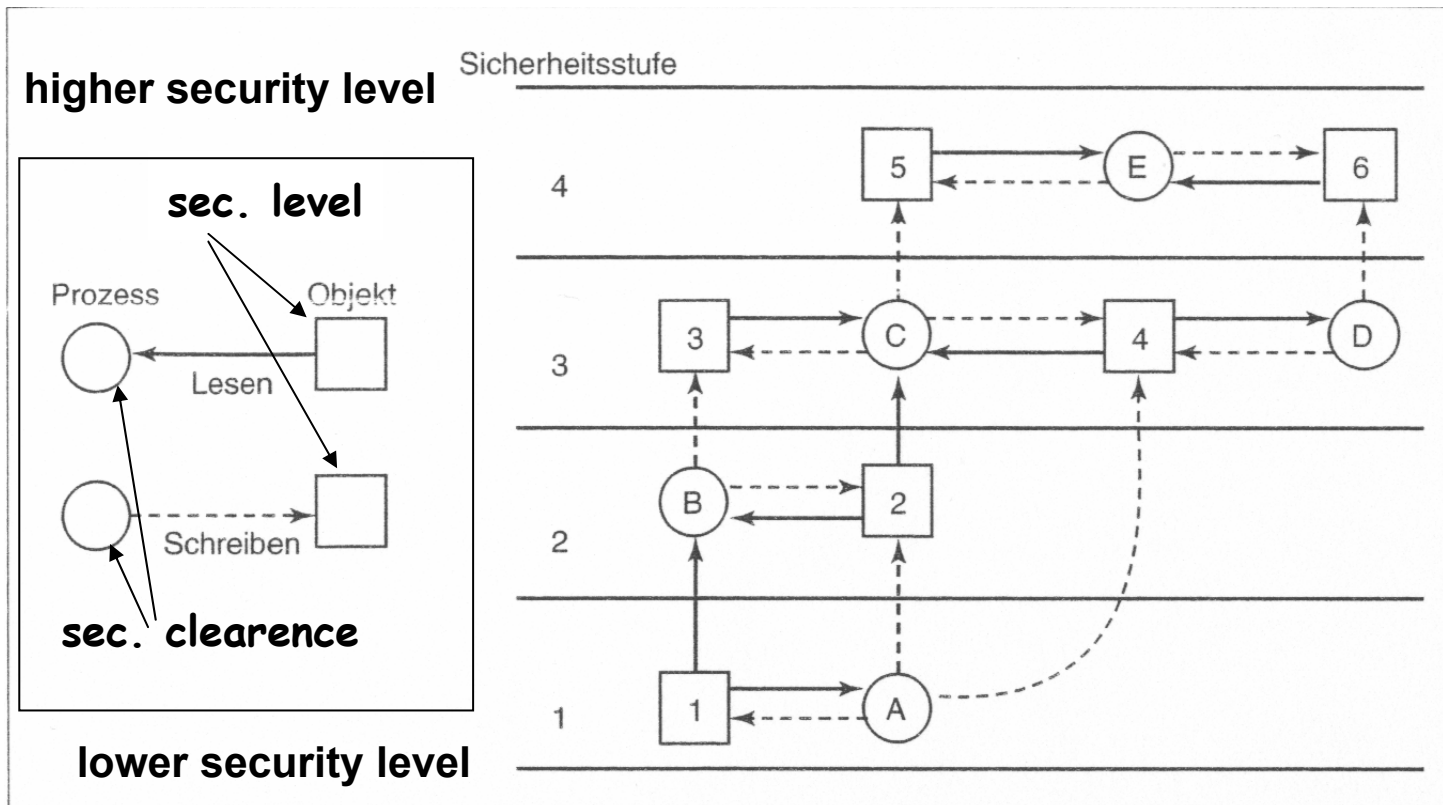 Sicherheitsstufe
higher security level
sec. level
Prozess
Objekt
Lesen
Schreiben
sec. clearence
lower security level
4
5
E
6
3
3
C
4
D
2
B
2
1
1
A